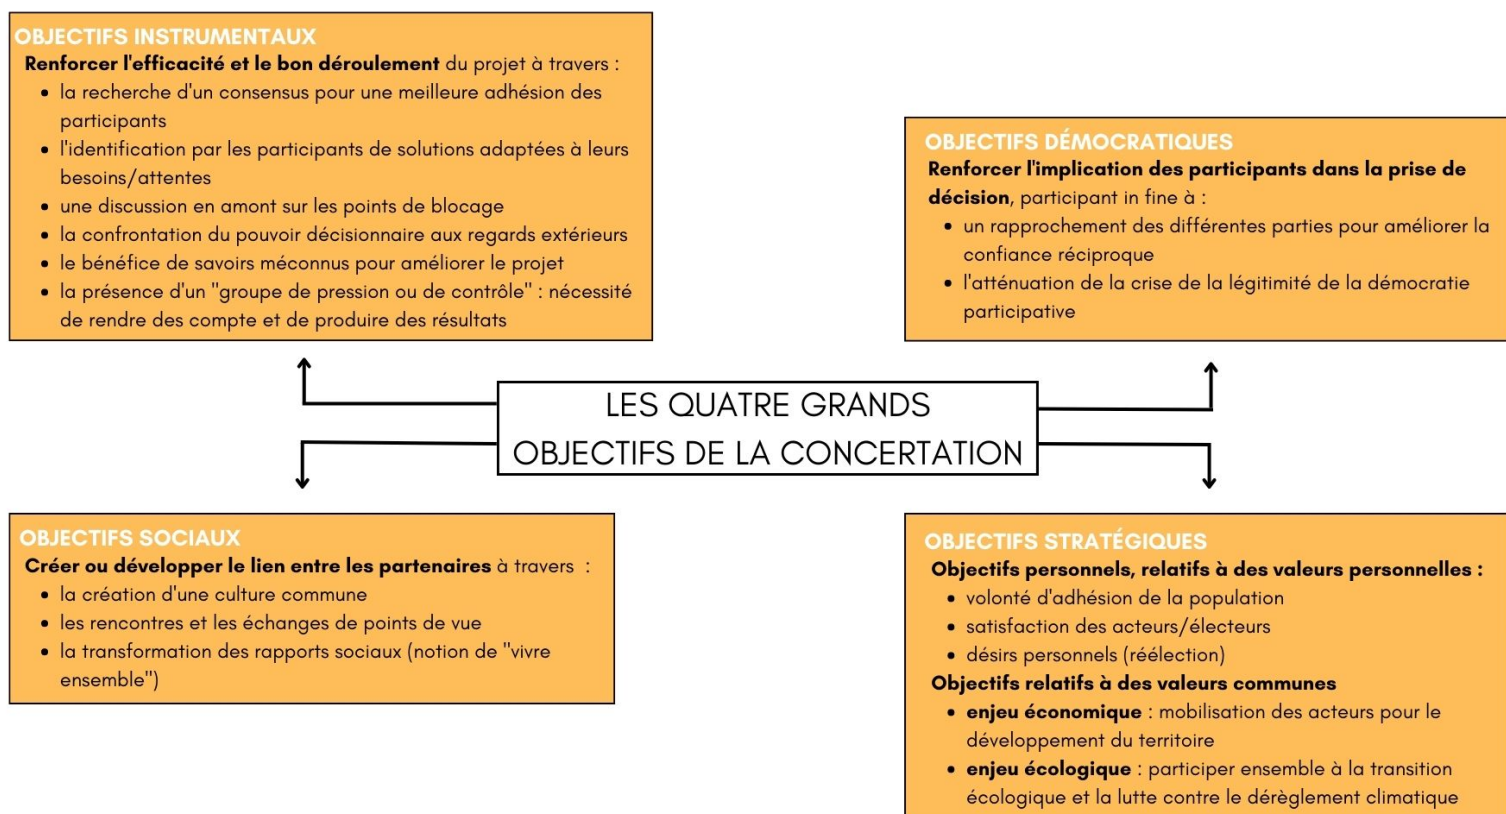 OBJECTIFS INSTRUMENTAUX
Renforcer l'efficacité et le bon déroulement du projet à travers :
• la recherche d'un consensus pour une meilleure adhésion des
participants
• l'identification par les participants de solutions adaptées à leurs
besoins/attentes
• une discussion en amont sur les points de blocage
• la confrontation du pouvoir décisionnaire aux regards extérieurs
• le bénéfice de savoirs méconnus pour améliorer le projet
• la présence d'un "groupe de pression ou de contrôle" : nécessité
de rendre des compte et de produire des résultats
OBJECTIFS DÉMOCRATIQUES
Renforcer l'implication des participants dans la prise de
décision, participant in fine à :
• un rapprochement des différentes parties pour améliorer la
confiance réciproque
• l'atténuation de la crise de la légitimité de la démocratie
participative
LES QUATRE GRANDS
OBJECTIFS DE LA CONCERTATION
OBJECTIFS SOCIAUX
Créer ou développer le lien entre les partenaires à travers :
• la création d'une culture commune
• les rencontres et les échanges de points de vue
• la transformation des rapports sociaux (notion de "vivre
ensemble")
OBJECTIFS STRATÉGIQUES
Objectifs personnels, relatifs à des valeurs personnelles :
• volonté d'adhésion de la population
• satisfaction des acteurs/électeurs
• désirs personnels (réélection)
Objectifs relatifs à des valeurs communes
• enjeu économique : mobilisation des acteurs pour le
développement du territoire
• enjeu écologique : participer ensemble à la transition
écologique et la lutte contre le dérèglement climatique